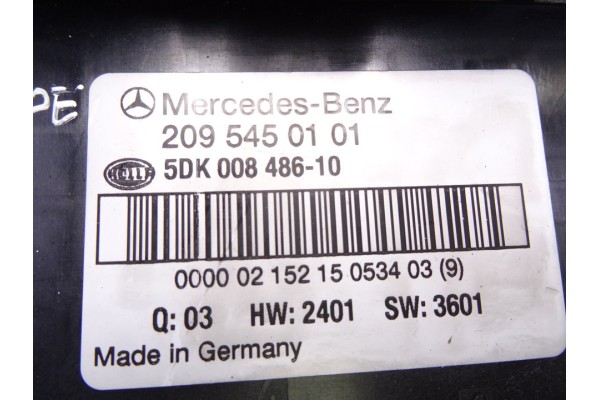 Mercedes-Benz
209 545 01 01
HELLA 5DK 008 486-10
0000 02 152 15 0534 03 (9)
Q: 03 HW: 2401 SW: 3601
Made in Germany